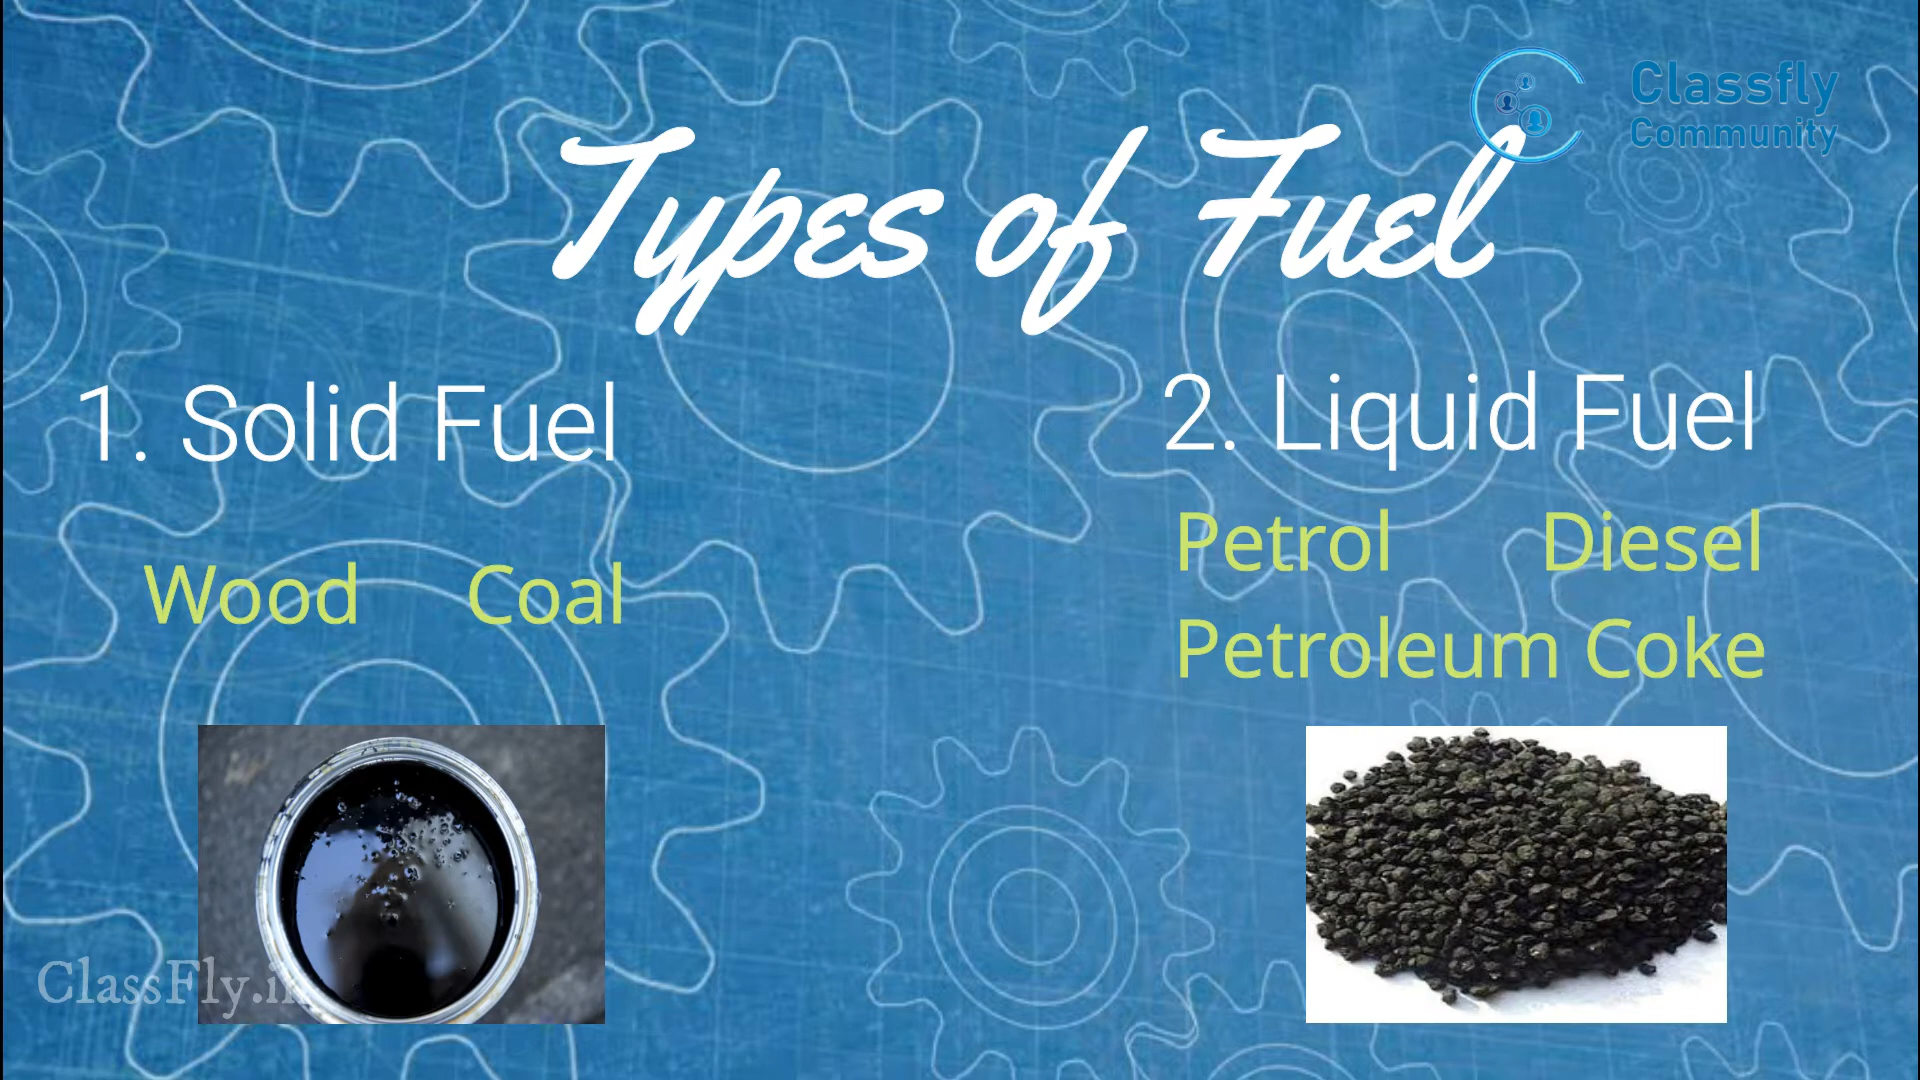 Classfly
Community
Types of Fuel
1. Solid Fuel
2. Liquid Fuel
Wood Coal
Petrol Diesel
Petroleum Coke
ClassFly.in